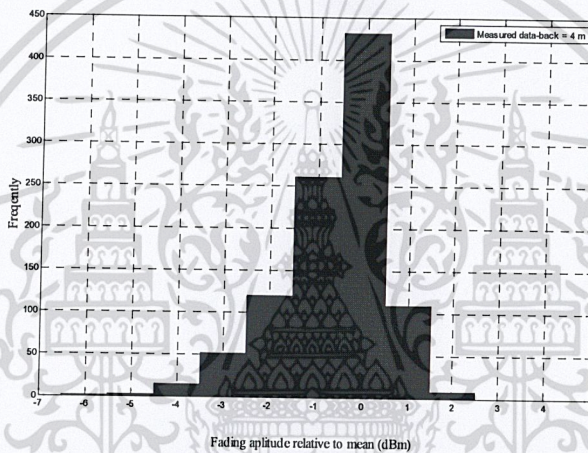 450
400
350
300
250
200
150
100
50
0
Freqently
Measured data-back = 4 m
-7 -6 -5 -4 -3 -2 -1 0 1 2 3 4
Fading aplitude relative to mean (dBm)